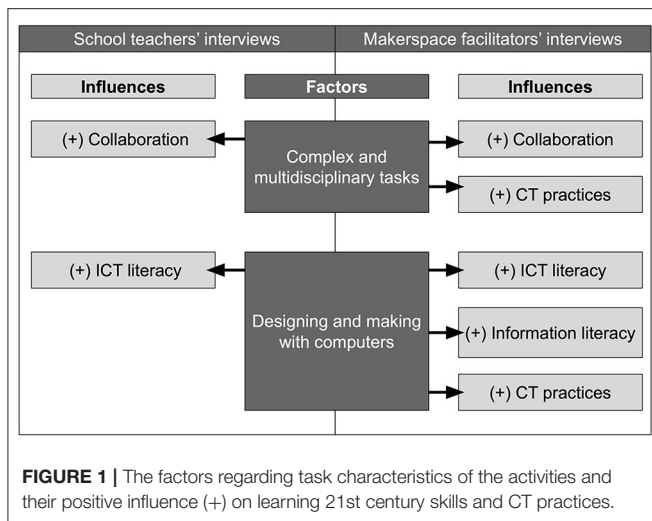 School teachers' interviews
Makerspace facilitators' interviews
Influences
Factors
Influences
(+) Collaboration
Complex and
multidisciplinary tasks
(+) Collaboration
(+) CT practices
(+) ICT literacy
Designing and making
with computers
(+) ICT literacy
(+) Information literacy
(+) CT practices
FIGURE 1 | The factors regarding task characteristics of the activities and
their positive influence (+) on learning 21st century skills and CT practices.